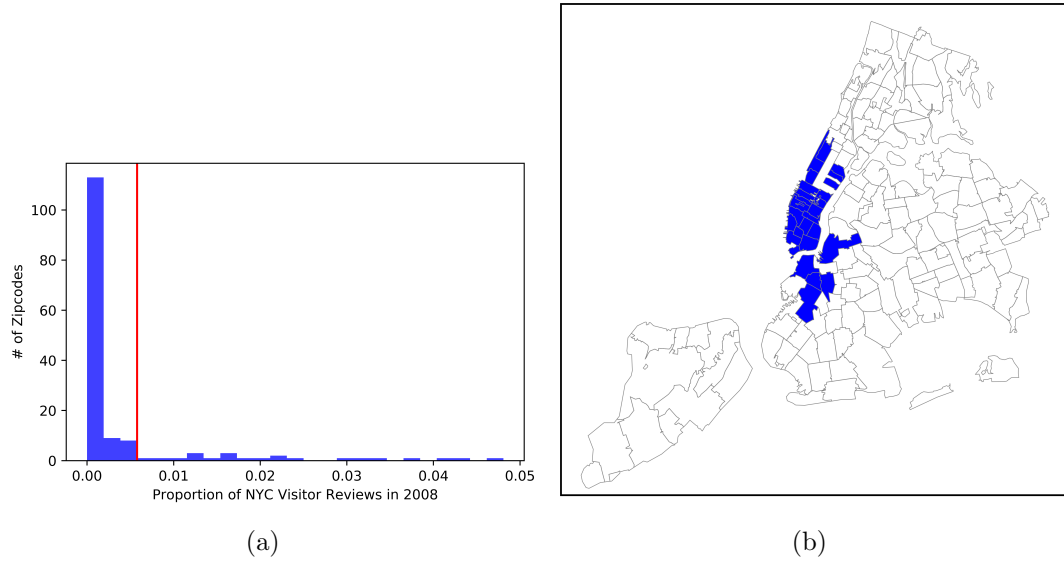 # of Zipcodes
100
80
60
40
20
0
0.00 0.01 0.02 0.03 0.04 0.05
Proportion of NYC Visitor Reviews in 2008
(a)
(b)